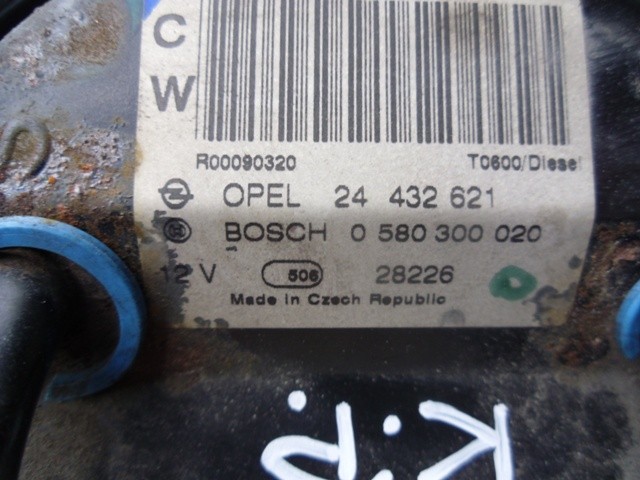 C
W
R00090320 T0600/Diesel
OPEL 24 432 621
BOSCH 0 580 300 020
12 V 506 28226
Made in Czech Republic